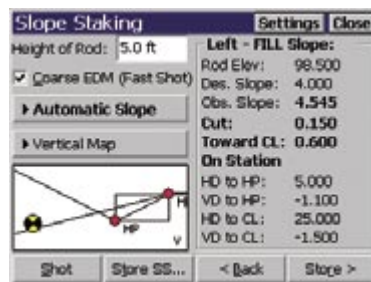 Slope Staking
Settings
Close
Height of Rod: 5.0 ft
Coarse EDM (Fast Shot)
Automatic Slope
Vertical Map
HP
V
Left - FILL Slope:
Rod Elev: 98.500
Des. Slope: 4.000
Obs. Slope: 4.545
Cut: 0.150
Toward CL: 0.600
On Station
HD to HP: 5.000
VD to HP: -1.100
HD to CL: 25.000
VD to CL: -1.500
Shot
Store SS...
< Back
Store >